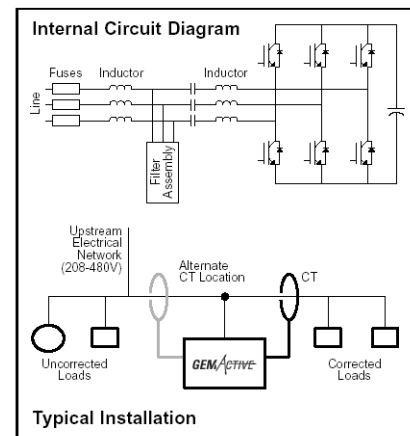 Internal Circuit Diagram
Fuses
Inductor
Inductor
Line
Filter
Assembly
Upstream
Electrical
Network
(208-480V)
Alternate
CT Location
CT
GEMACTIVE
Uncorrected
Loads
Corrected
Loads
Typical Installation